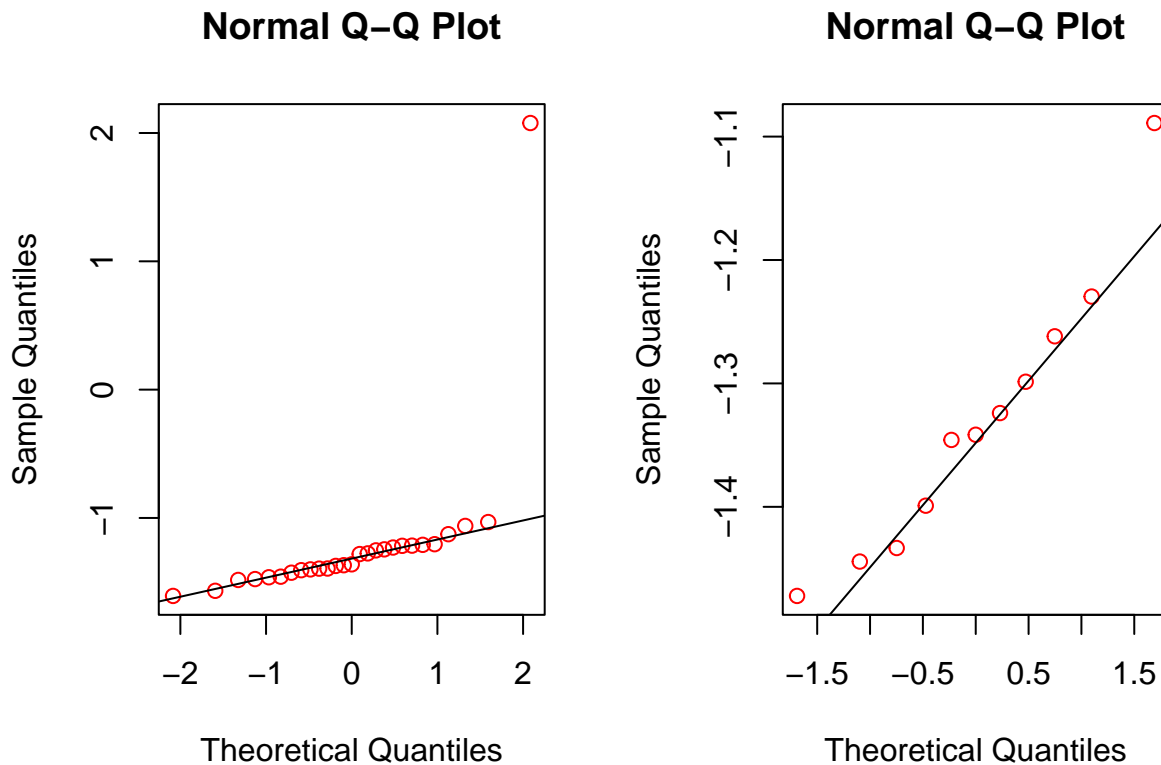 Normal Q−Q Plot
Sample Quantiles
2
1
0
−1
−2
−1
0
1
2
Theoretical Quantiles
Normal Q−Q Plot
Sample Quantiles
−1.1
−1.2
−1.3
−1.4
−1.5
−0.5
0.5
1.5
Theoretical Quantiles